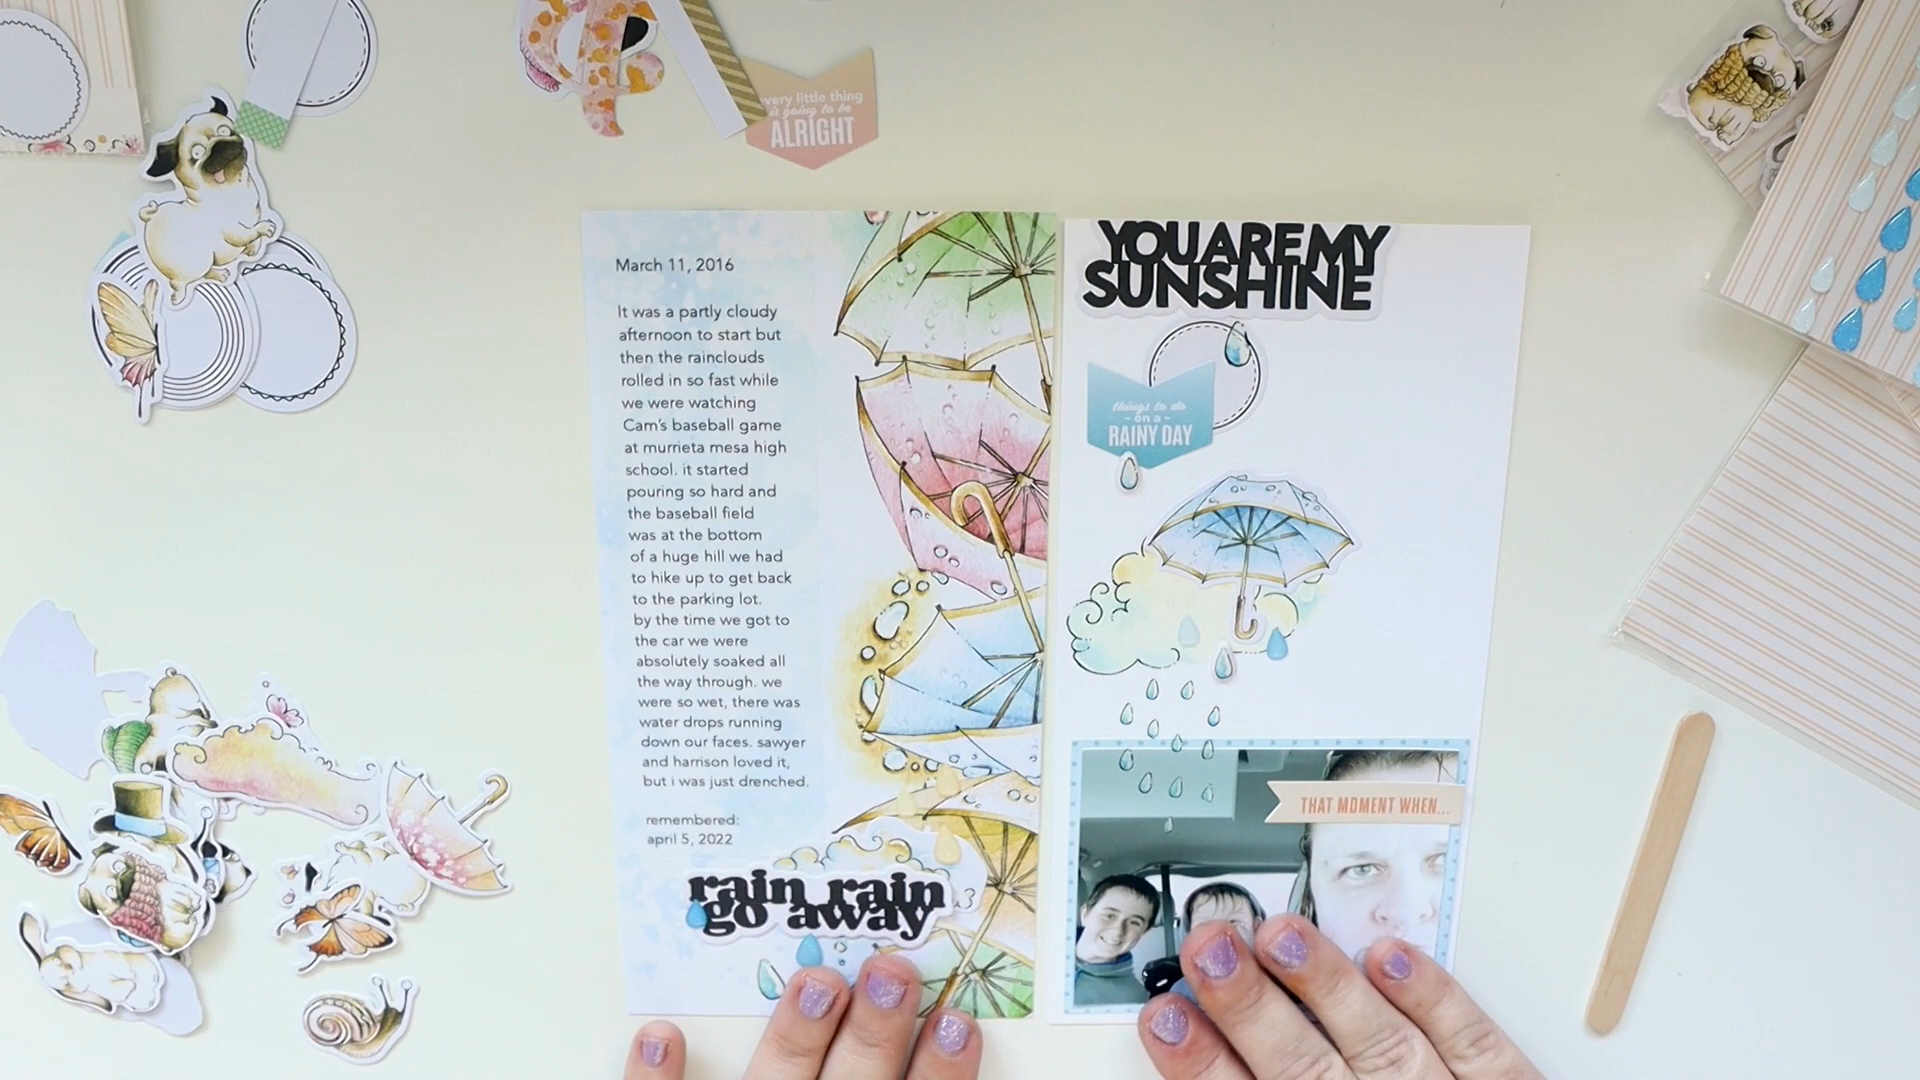 very little thing
is going to be
ALRIGHT
March 11, 2016
It was a partly cloudy
afternoon to start but
then the rainclouds
rolled in so fast while
we were watching
Cam's baseball game
at murrieta mesa high
school. it started
pouring so hard and
the baseball field
was at the bottom
of a huge hill we had
to hike up to get back
to the parking lot.
by the time we got to
the car we were
absolutely soaked all
the way through. we
were so wet, there was
water drops running
down our faces. sawyer
and harrison loved it,
but i was just drenched.
remembered:
april 5, 2022
rain rain
go away
YOU ARE MY
SUNSHINE
things to do
- on a -
RAINY DAY
THAT MOMENT WHEN...